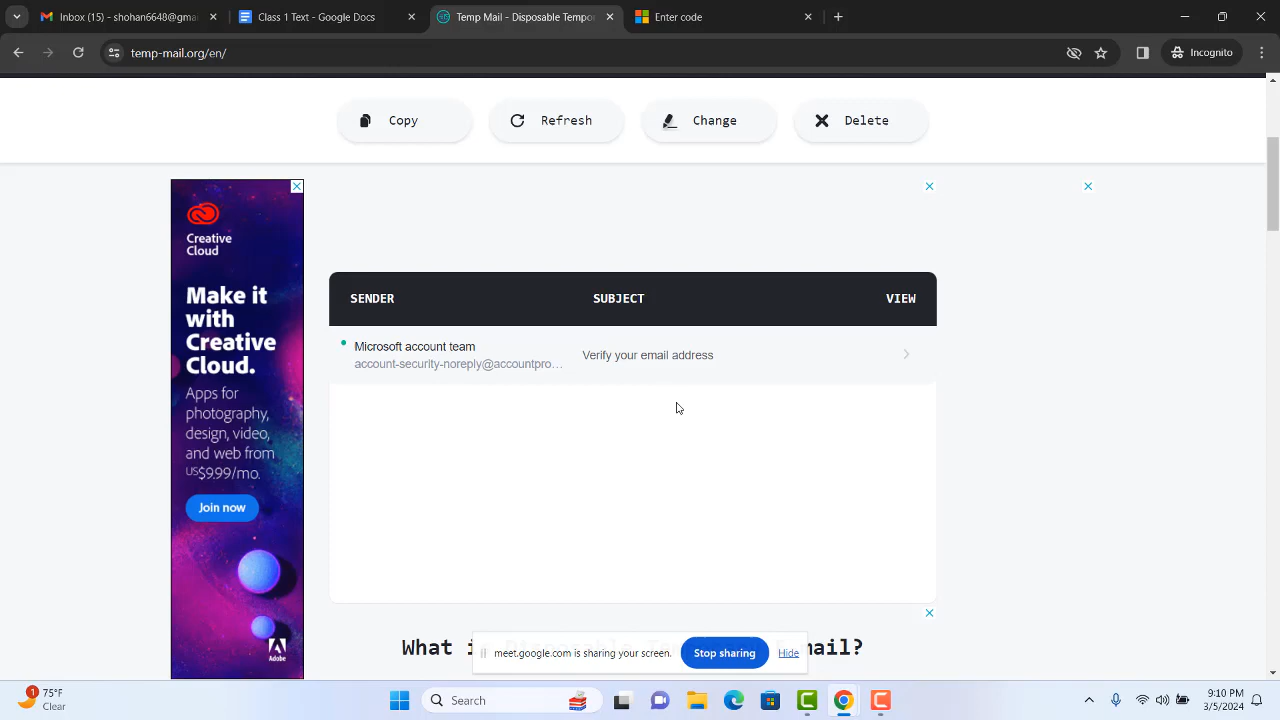 Inbox (15) - shohan6648@gmai
Class 1 Text - Google Docs
Temp Mail - Disposable Tempo
Enter code
temp-mail.org/en/
Incognito
Copy
Refresh
Change
Delete
Creative
Cloud
Make it
with
Creative
Cloud.
Apps for
photography,
design, video,
and web from
US$9.99/mo.
Join now
Adobe
SENDER
SUBJECT
VIEW
Microsoft account team
account-security-noreply@accountpro...
Verify your email address
What
mail?
meet.google.com is sharing your screen.
Stop sharing
Hide
1
75°F
Clear
Search
9:10 PM
3/5/2024